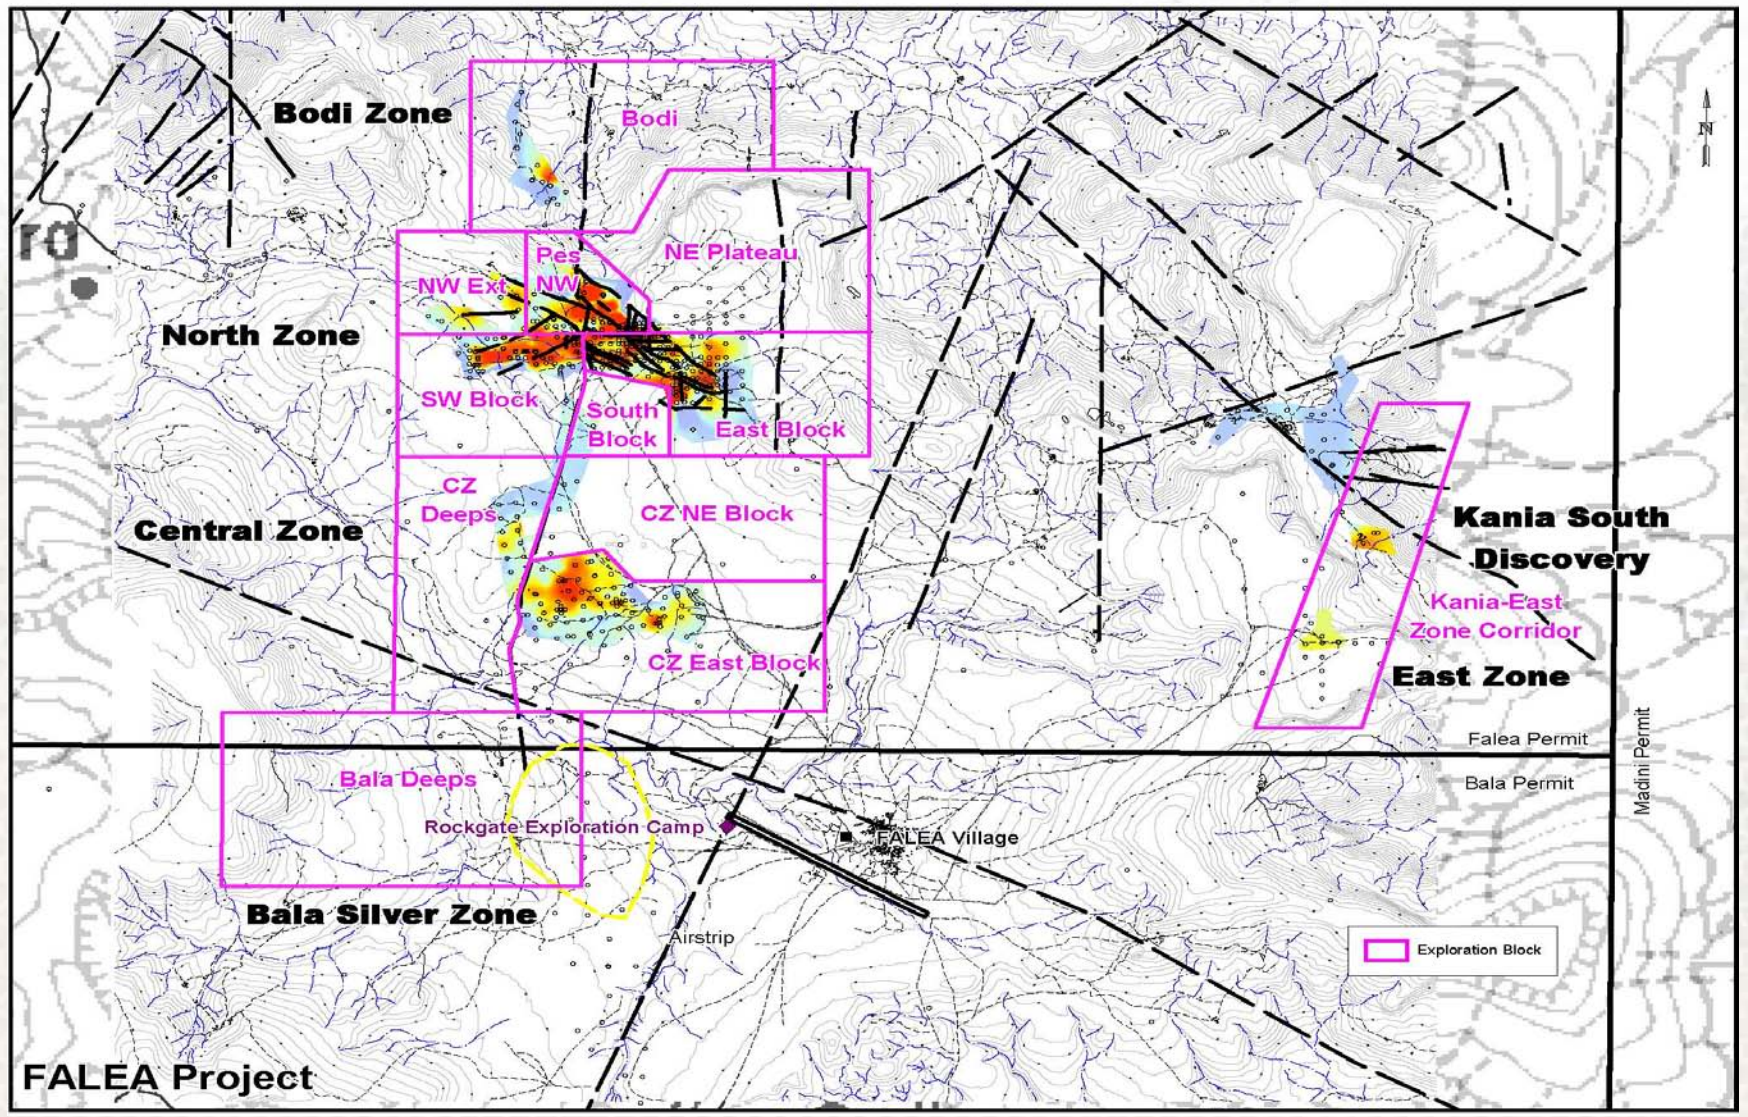 Bodi Zone
Bodi
N
NE Plateau
Pes
NW
NW Ext
North Zone
SW Block
South
Block
East Block
CZ
Deeps
CZ NE Block
Central Zone
Kania South
Discovery
Kania-East
Zone Corridor
CZ East Block
East Zone
Falea Permit
Madini Permit
Bala Deeps
Bala Permit
Rockgate Exploration Camp
FALEA Village
Bala Silver Zone
Airstrip
Exploration Block
FALEA Project